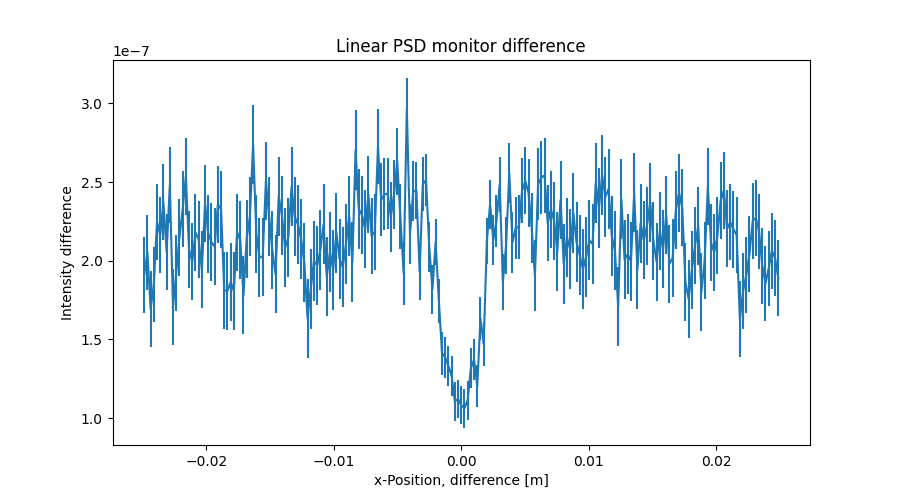 Linear PSD monitor difference
1e−7
3.0
2.5
2.0
1.5
1.0
Intensity difference
−0.02 −0.01 0.00 0.01 0.02
x-Position, difference [m]